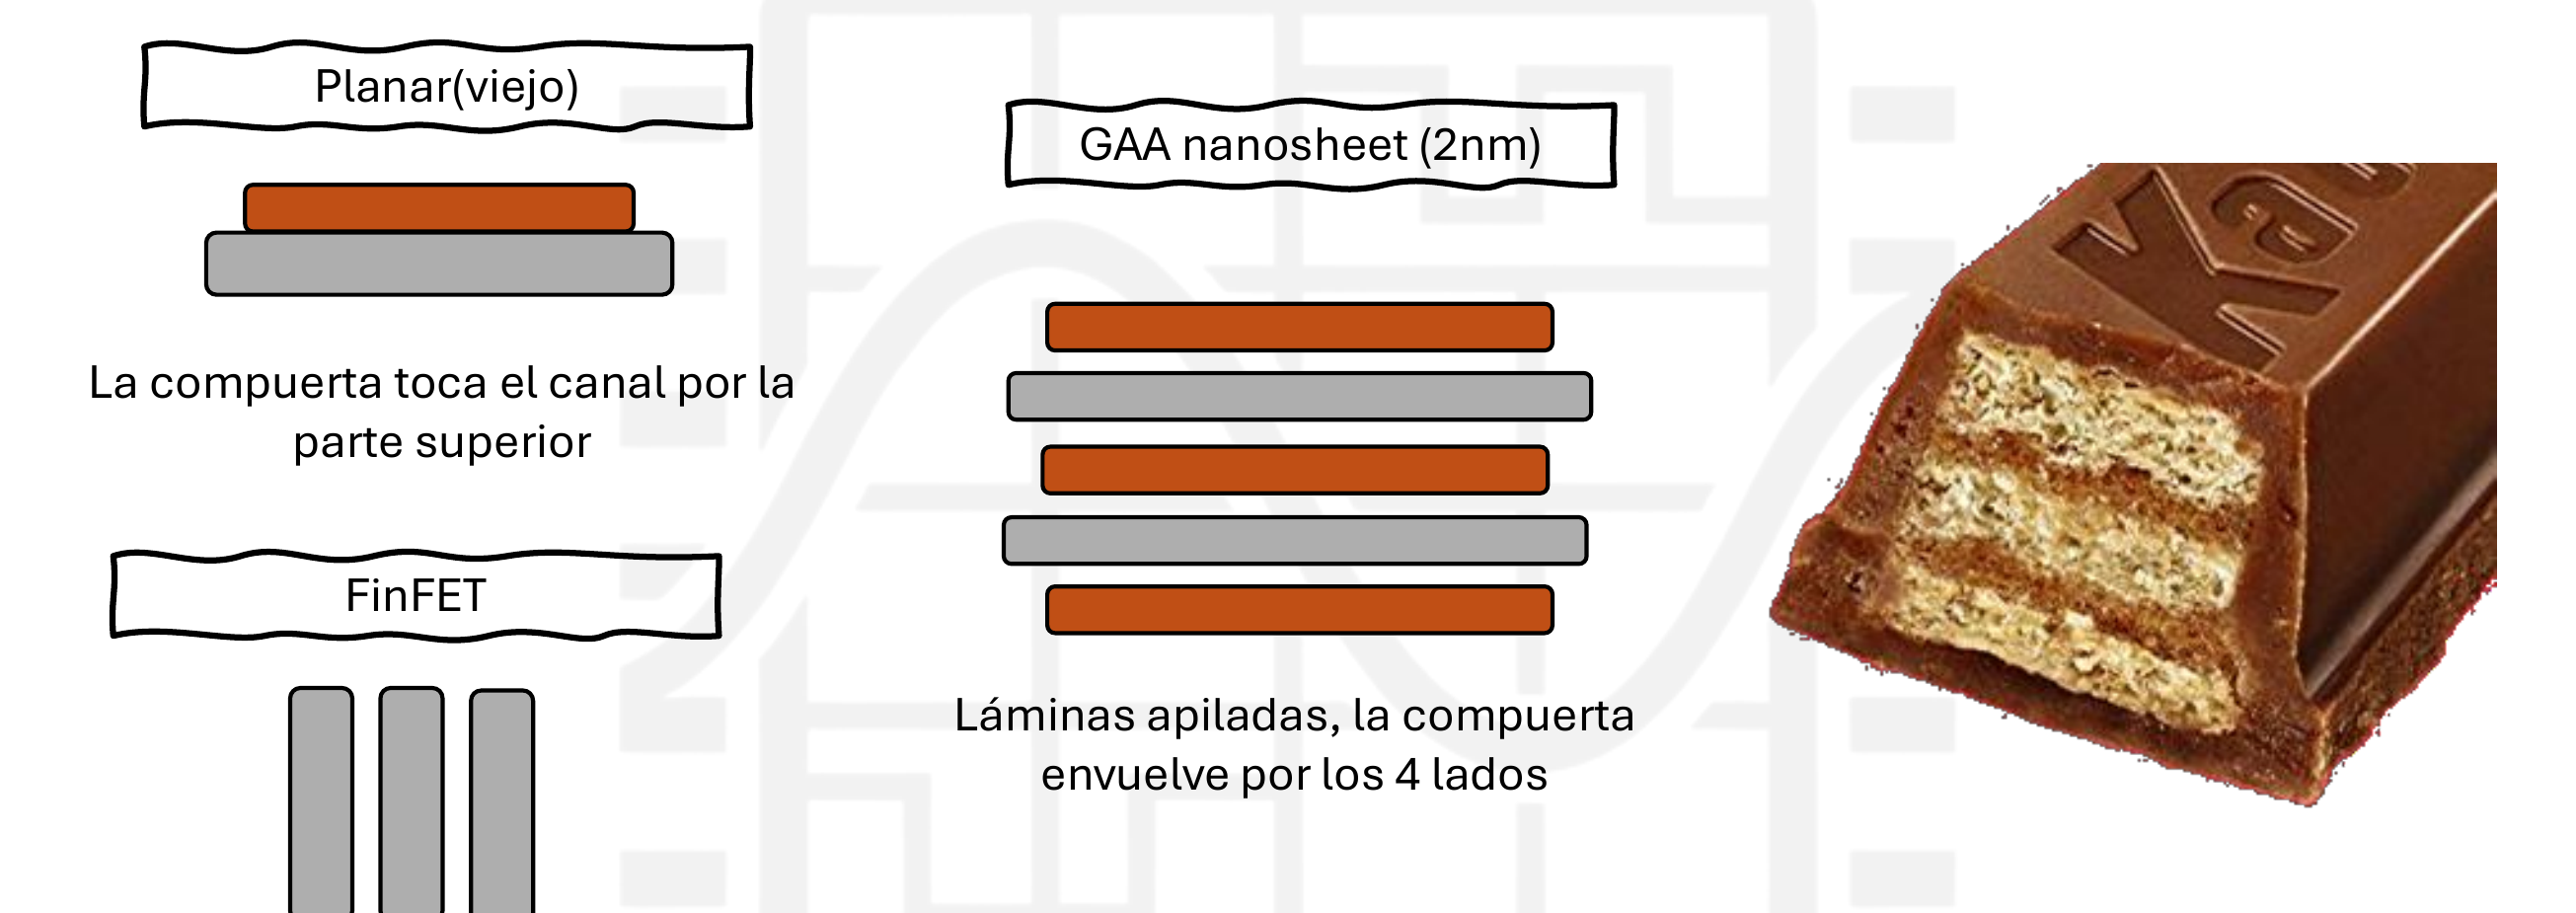 Planar(viejo)
La compuerta toca el canal por la
parte superior
FinFET
GAA nanosheet (2nm)
Láminas apiladas, la compuerta
envuelve por los 4 lados